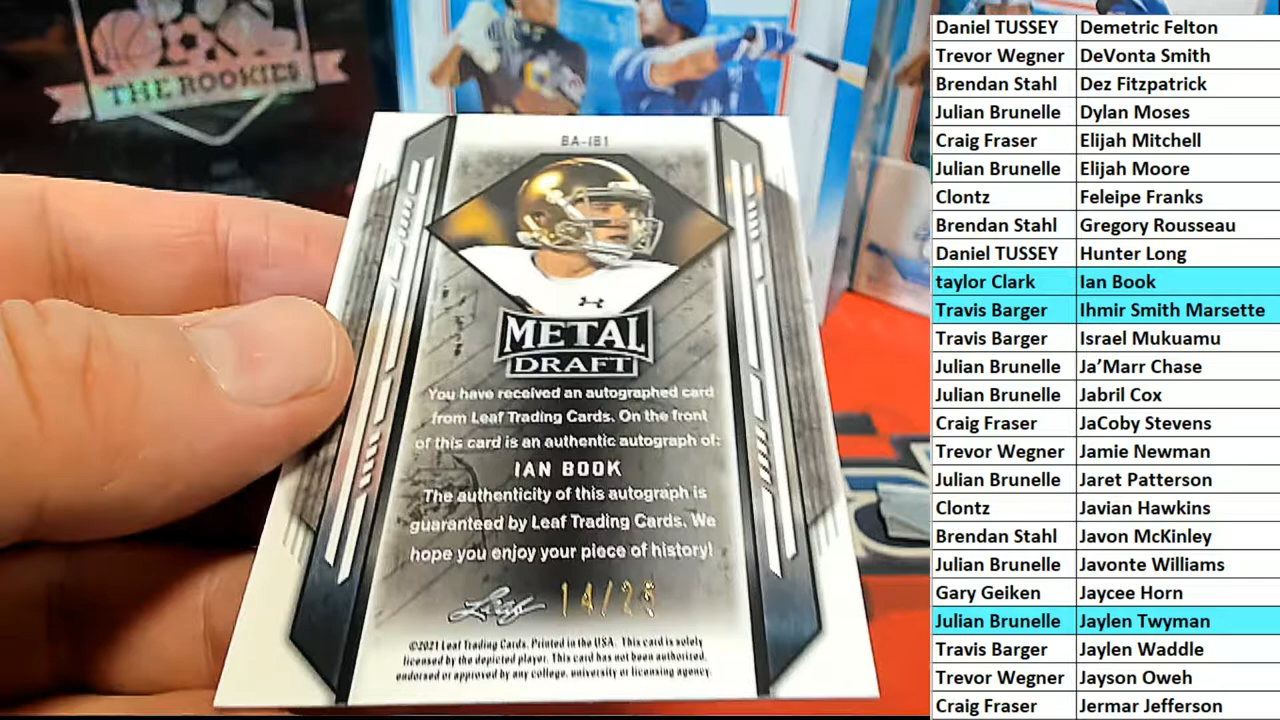 THE ROOKIES
BA-IB1
METAL
DRAFT
You have received an autographed card
from Leaf Trading Cards. On the front
of this card is an authentic autograph of:
IAN BOOK
The authenticity of this autograph is
guaranteed by Leaf Trading Cards. We
hope you enjoy your piece of history!
Leaf 14/25
©2021 Leaf Trading Cards. Printed in the USA. This card is solely
licensed by the depicted player. This card has not been authorized,
endorsed or approved by any college, university or licensing agency.
Daniel TUSSEY Demetric Felton
Trevor Wegner DeVonta Smith
Brendan Stahl Dez Fitzpatrick
Julian Brunelle Dylan Moses
Craig Fraser Elijah Mitchell
Julian Brunelle Elijah Moore
Clontz Feleipe Franks
Brendan Stahl Gregory Rousseau
Daniel TUSSEY Hunter Long
taylor Clark Ian Book
Travis Barger Ihmir Smith Marsette
Travis Barger Israel Mukuamu
Julian Brunelle Ja’Marr Chase
Julian Brunelle Jabril Cox
Craig Fraser JaCoby Stevens
Trevor Wegner Jamie Newman
Julian Brunelle Jaret Patterson
Clontz Javian Hawkins
Brendan Stahl Javon McKinley
Julian Brunelle Javonte Williams
Gary Geiken Jaycee Horn
Julian Brunelle Jaylen Twyman
Travis Barger Jaylen Waddle
Trevor Wegner Jayson Oweh
Craig Fraser Jermar Jefferson